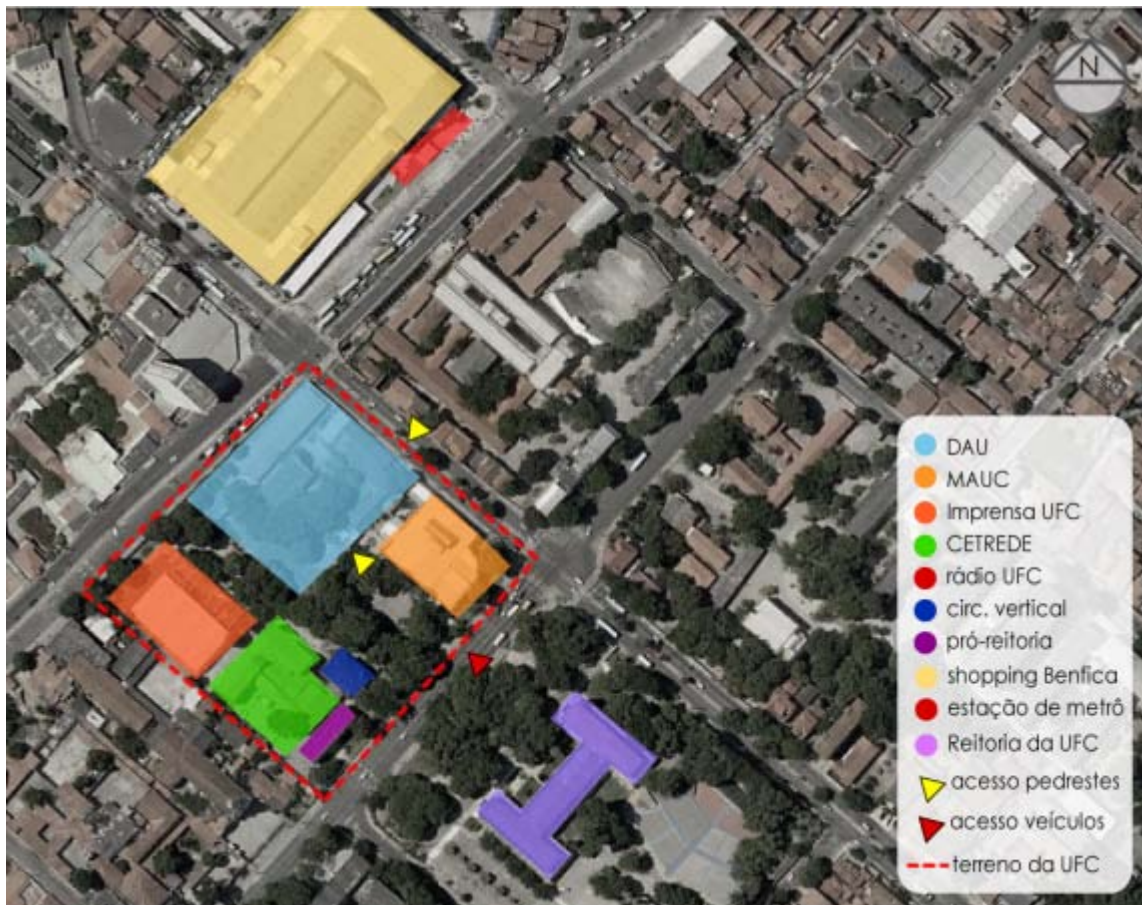 N
DAU
MAUC
Imprensa UFC
CETREDE
rádio UFC
circ. vertical
pró-reitoria
shopping Benfica
estação de metrô
Reitoria da UFC
acesso pedrestes
acesso veículos
terreno da UFC